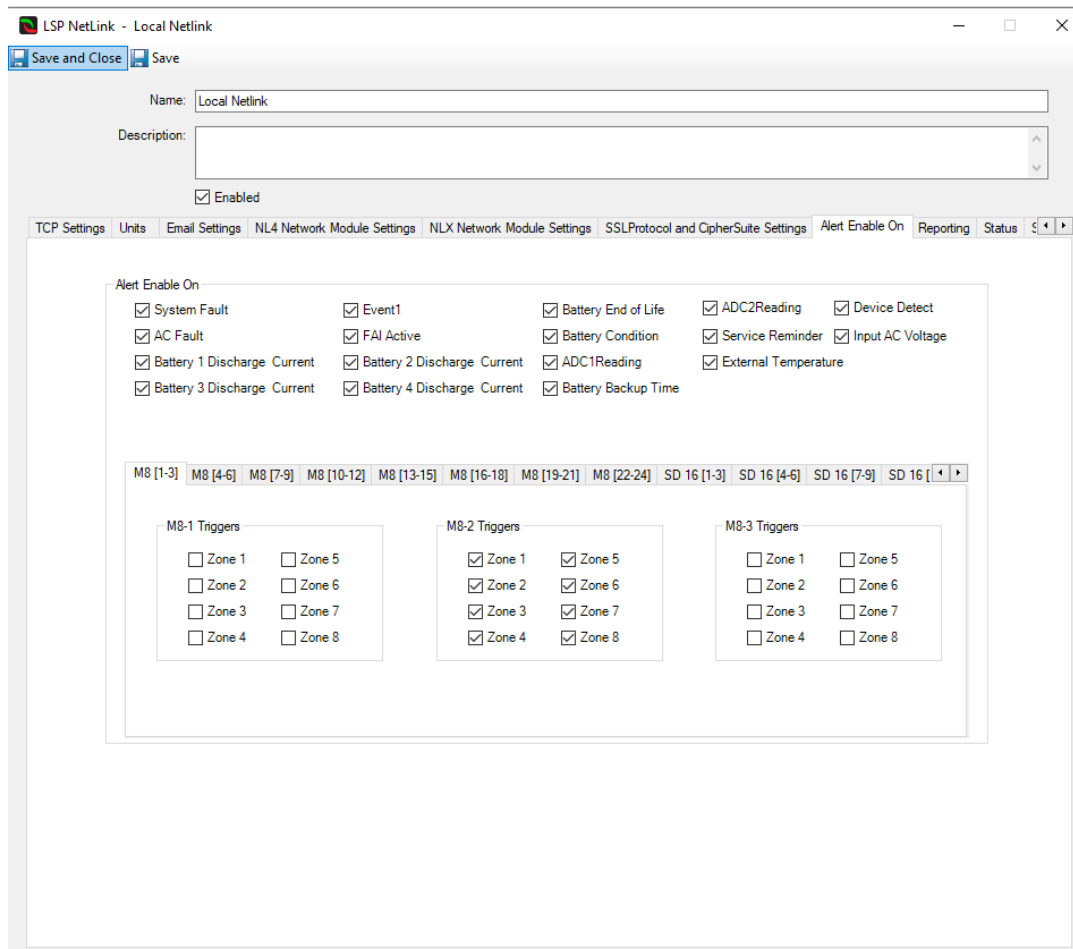 LSP NetLink - Local Netlink
Save and Close Save
Name: Local Netlink
Description:
Enabled
TCP Settings Units Email Settings NL4 Network Module Settings NLX Network Module Settings SSLProtocol and CipherSuite Settings Alert Enable On Reporting Status S
Alert Enable On
System Fault Event1 Battery End of Life ADC2Reading Device Detect
AC Fault FAI Active Battery Condition Service Reminder Input AC Voltage
Battery 1 Discharge Current Battery 2 Discharge Current ADC1Reading External Temperature
Battery 3 Discharge Current Battery 4 Discharge Current Battery Backup Time
M8 [1-3] M8 [4-6] M8 [7-9] M8 [10-12] M8 [13-15] M8 [16-18] M8 [19-21] M8 [22-24] SD 16 [1-3] SD 16 [4-6] SD 16 [7-9] SD 16 [
M8-1 Triggers M8-2 Triggers M8-3 Triggers
Zone 1 Zone 5 Zone 1 Zone 5 Zone 1 Zone 5
Zone 2 Zone 6 Zone 2 Zone 6 Zone 2 Zone 6
Zone 3 Zone 7 Zone 3 Zone 7 Zone 3 Zone 7
Zone 4 Zone 8 Zone 4 Zone 8 Zone 4 Zone 8